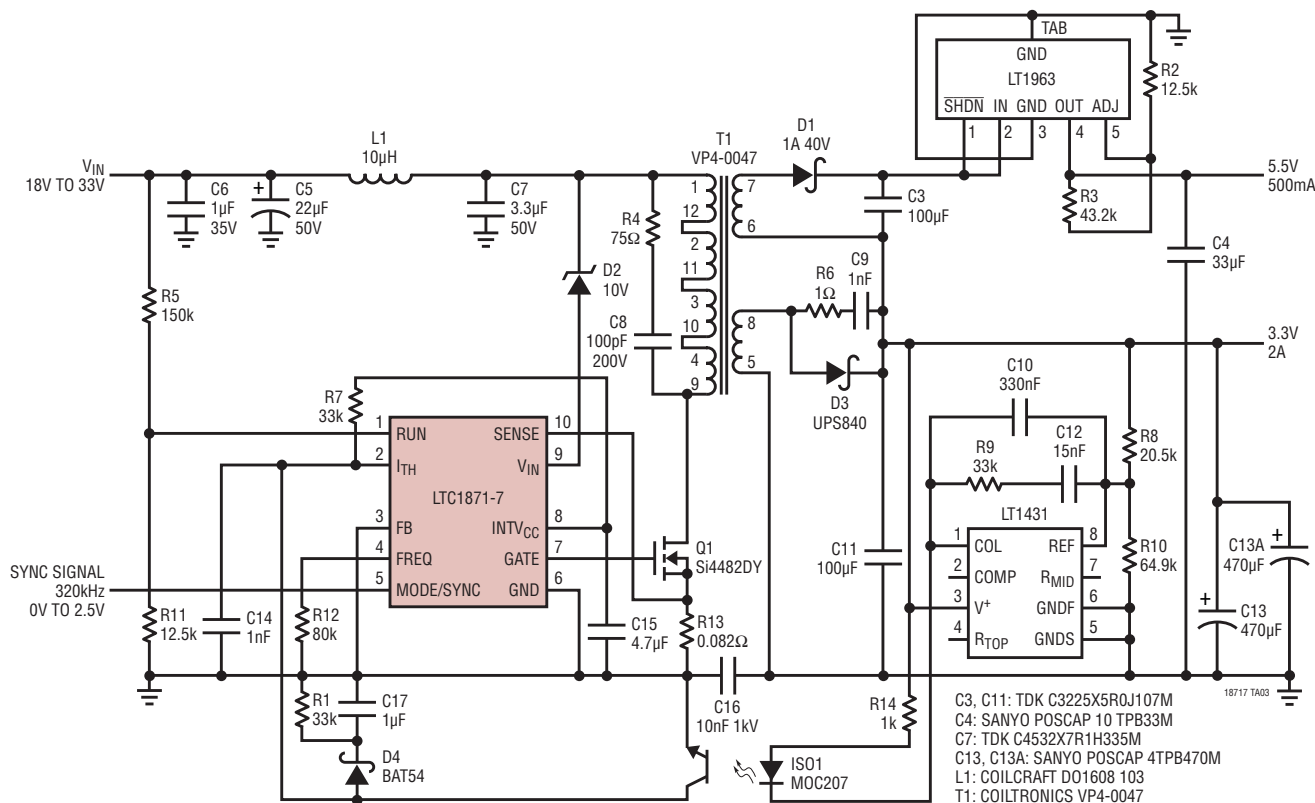 TAB
GND
LT1963
SHDN IN GND OUT ADJ
1 2 3 4 5
R2
12.5k
D1
1A 40V
T1
VP4-0047
L1
10µH
VIN
18V TO 33V
C6
1µF
35V
+
C5
22µF
50V
C7
3.3µF
50V
R4
75Ω
1
12
2
11
3
10
4
9
7
6
8
5
C3
100µF
R3
43.2k
5.5V
500mA
C4
33µF
R5
150k
D2
10V
C8
100pF
200V
R6
1Ω
C9
1nF
D3
UPS840
3.3V
2A
R7
33k
1 RUN
2 ITH
3 FB
4 FREQ
5 MODE/SYNC
LTC1871-7
SENSE 10
VIN 9
INTVCC 8
GATE 7
GND 6
SYNC SIGNAL
320kHz
0V TO 2.5V
R11
12.5k
C14
1nF
R12
80k
Q1
Si4482DY
C15
4.7µF
R13
0.082Ω
C11
100µF
C10
330nF
R9
33k
C12
15nF
R8
20.5k
LT1431
1 COL
2 COMP
3 V+
4 RTOP
REF 8
RMID 7
GNDF 6
GNDS 5
R10
64.9k
+
C13A
470µF
+
C13
470µF
18717 TA03
R1
33k
C17
1µF
D4
BAT54
C16
10nF 1kV
R14
1k
ISO1
MOC207
C3, C11: TDK C3225X5R0J107M
C4: SANYO POSCAP 10 TPB33M
C7: TDK C4532X7R1H335M
C13, C13A: SANYO POSCAP 4TPB470M
L1: COILCRAFT DO1608 103
T1: COILTRONICS VP4-0047